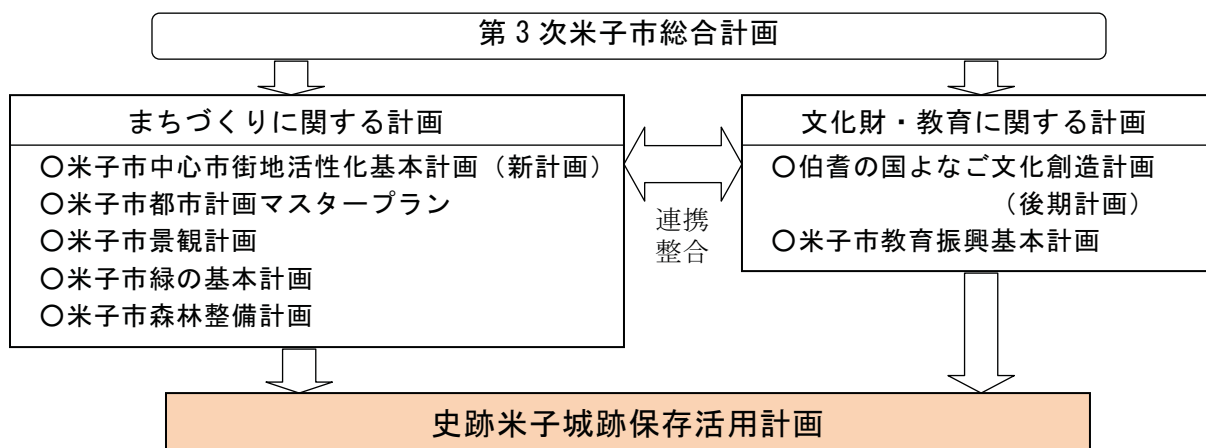 第3次米子市総合計画
まちづくりに関する計画
○米子市中心市街地活性化基本計画（新計画）
○米子市都市計画マスタープラン
○米子市景観計画
○米子市緑の基本計画
○米子市森林整備計画
連携
整合
文化財・教育に関する計画
○伯耆の国よなご文化創造計画
（後期計画）
○米子市教育振興基本計画
史跡米子城跡保存活用計画